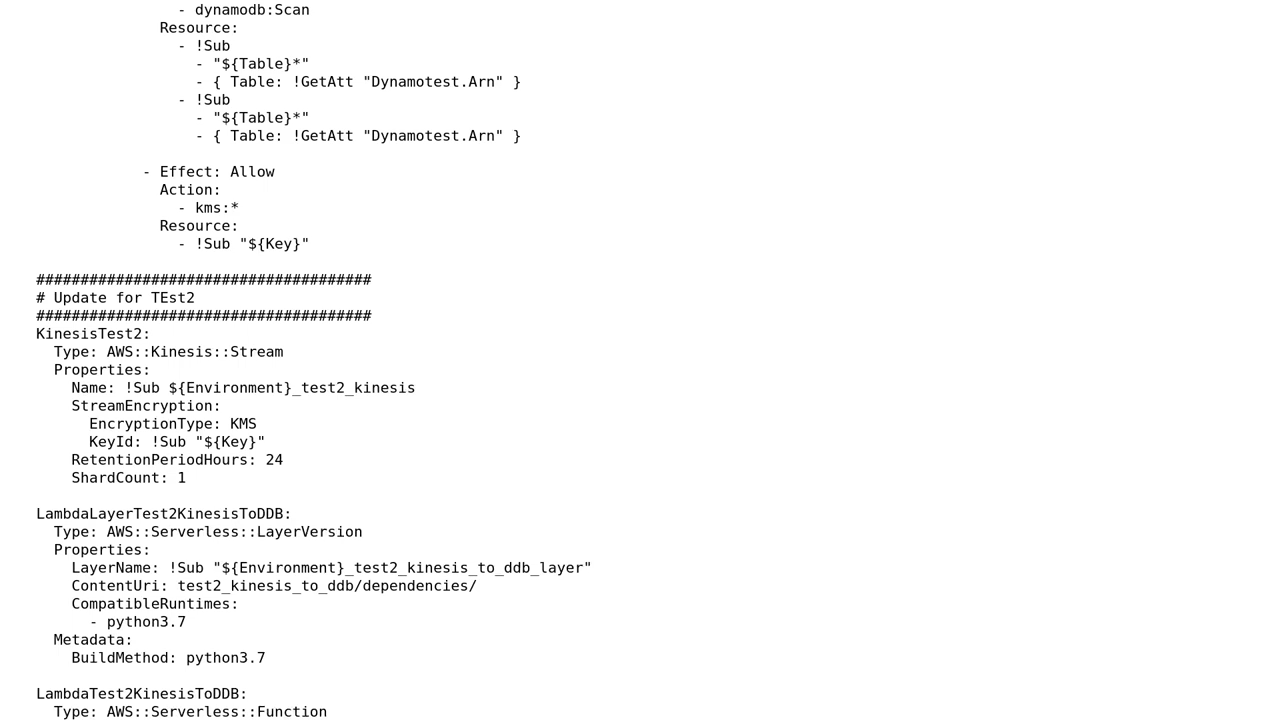 - dynamodb:Scan
              Resource:
                - !Sub
                  - "${Table}*"
                  - { Table: !GetAtt "Dynamotest.Arn" }
                - !Sub
                  - "${Table}*"
                  - { Table: !GetAtt "Dynamotest.Arn" }

            - Effect: Allow
              Action:
                - kms:*
              Resource:
                - !Sub "${Key}"

######################################
# Update for TEst2
######################################
KinesisTest2:
  Type: AWS::Kinesis::Stream
  Properties:
    Name: !Sub ${Environment}_test2_kinesis
    StreamEncryption:
      EncryptionType: KMS
      KeyId: !Sub "${Key}"
    RetentionPeriodHours: 24
    ShardCount: 1

LambdaLayerTest2KinesisToDDB:
  Type: AWS::Serverless::LayerVersion
  Properties:
    LayerName: !Sub "${Environment}_test2_kinesis_to_ddb_layer"
    ContentUri: test2_kinesis_to_ddb/dependencies/
    CompatibleRuntimes:
      - python3.7
  Metadata:
    BuildMethod: python3.7

LambdaTest2KinesisToDDB:
  Type: AWS::Serverless::Function